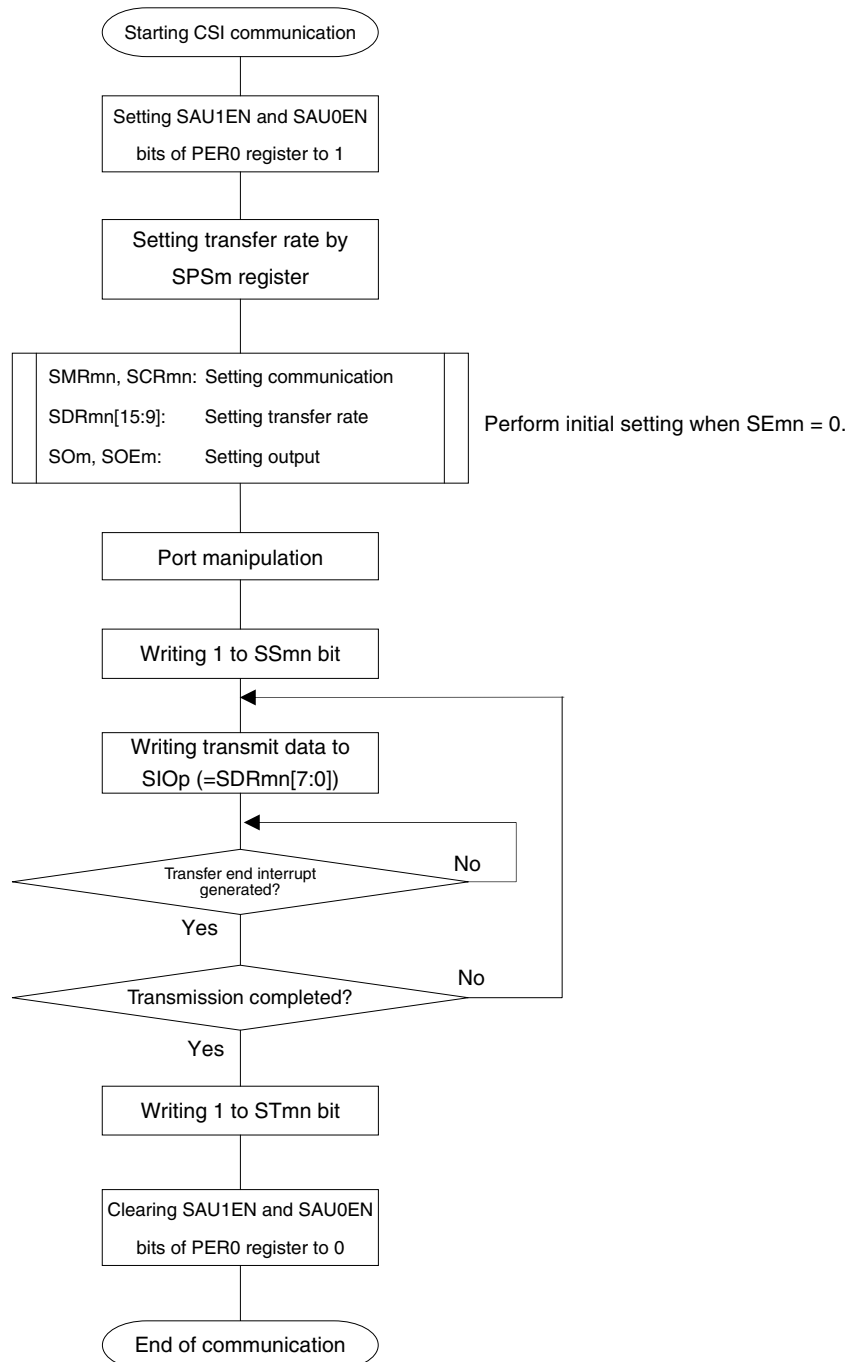 Starting CSI communication
Setting SAU1EN and SAU0EN
bits of PER0 register to 1
Setting transfer rate by
SPSm register
SMRmn, SCRmn: Setting communication
SDRmn[15:9]: Setting transfer rate
SOm, SOEm: Setting output
Perform initial setting when SEmn = 0.
Port manipulation
Writing 1 to SSmn bit
Writing transmit data to
SIOp (=SDRmn[7:0])
Transfer end interrupt
generated?
No
Yes
Transmission completed?
No
Yes
Writing 1 to STmn bit
Clearing SAU1EN and SAU0EN
bits of PER0 register to 0
End of communication